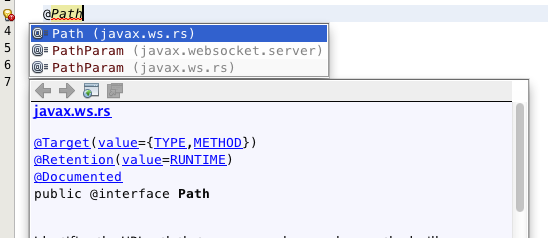 @Path
4
5
6
7
Path (javax.ws.rs)
PathParam (javax.websocket.server)
PathParam (javax.ws.rs)
javax.ws.rs
@Target(value={TYPE,METHOD})
@Retention(value=RUNTIME)
@Documented
public @interface Path